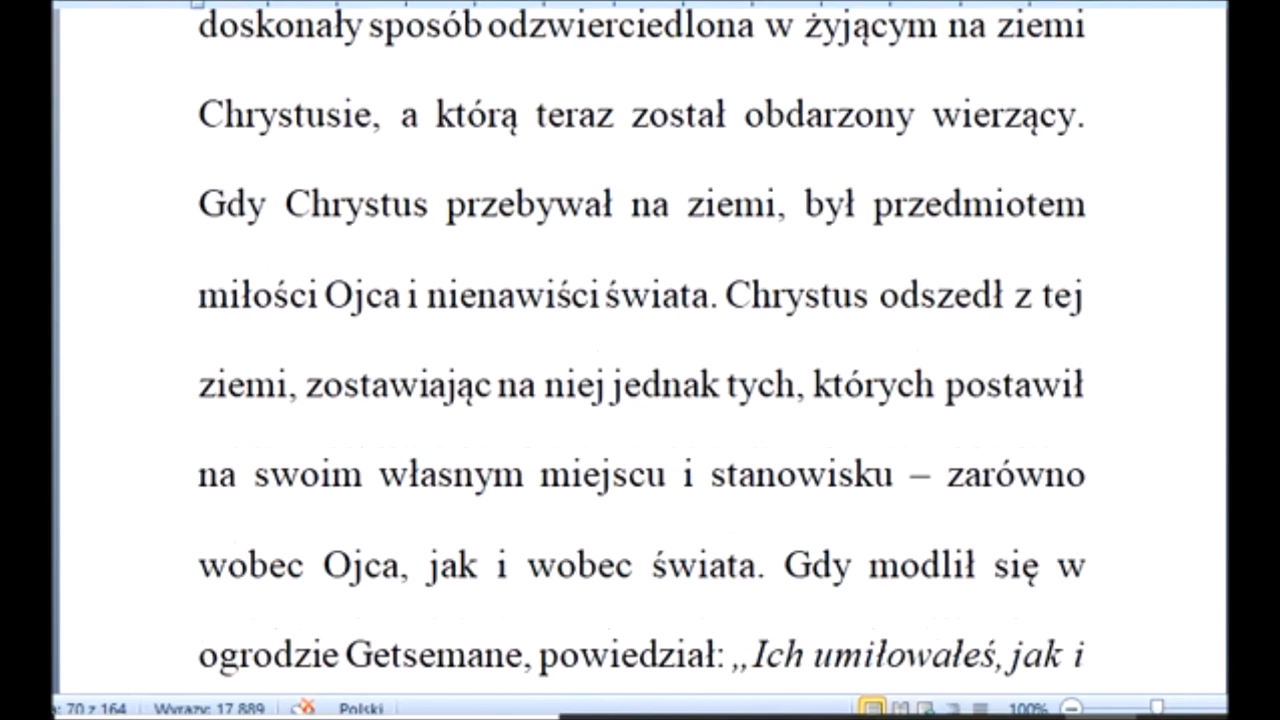 doskonały sposób odzwierciedlona w żyjącym na ziemi
Chrystusie, a którą teraz został obdarzony wierzący.
Gdy Chrystus przebywał na ziemi, był przedmiotem
miłości Ojca i nienawiści świata. Chrystus odszedł z tej
ziemi, zostawiając na niej jednak tych, których postawił
na swoim własnym miejscu i stanowisku – zarówno
wobec Ojca, jak i wobec świata. Gdy modlił się w
ogrodzie Getsemane, powiedział: „Ich umiłowałeś, jak i
: 70 z 164 Wyrazy: 17 889 Polski 100%